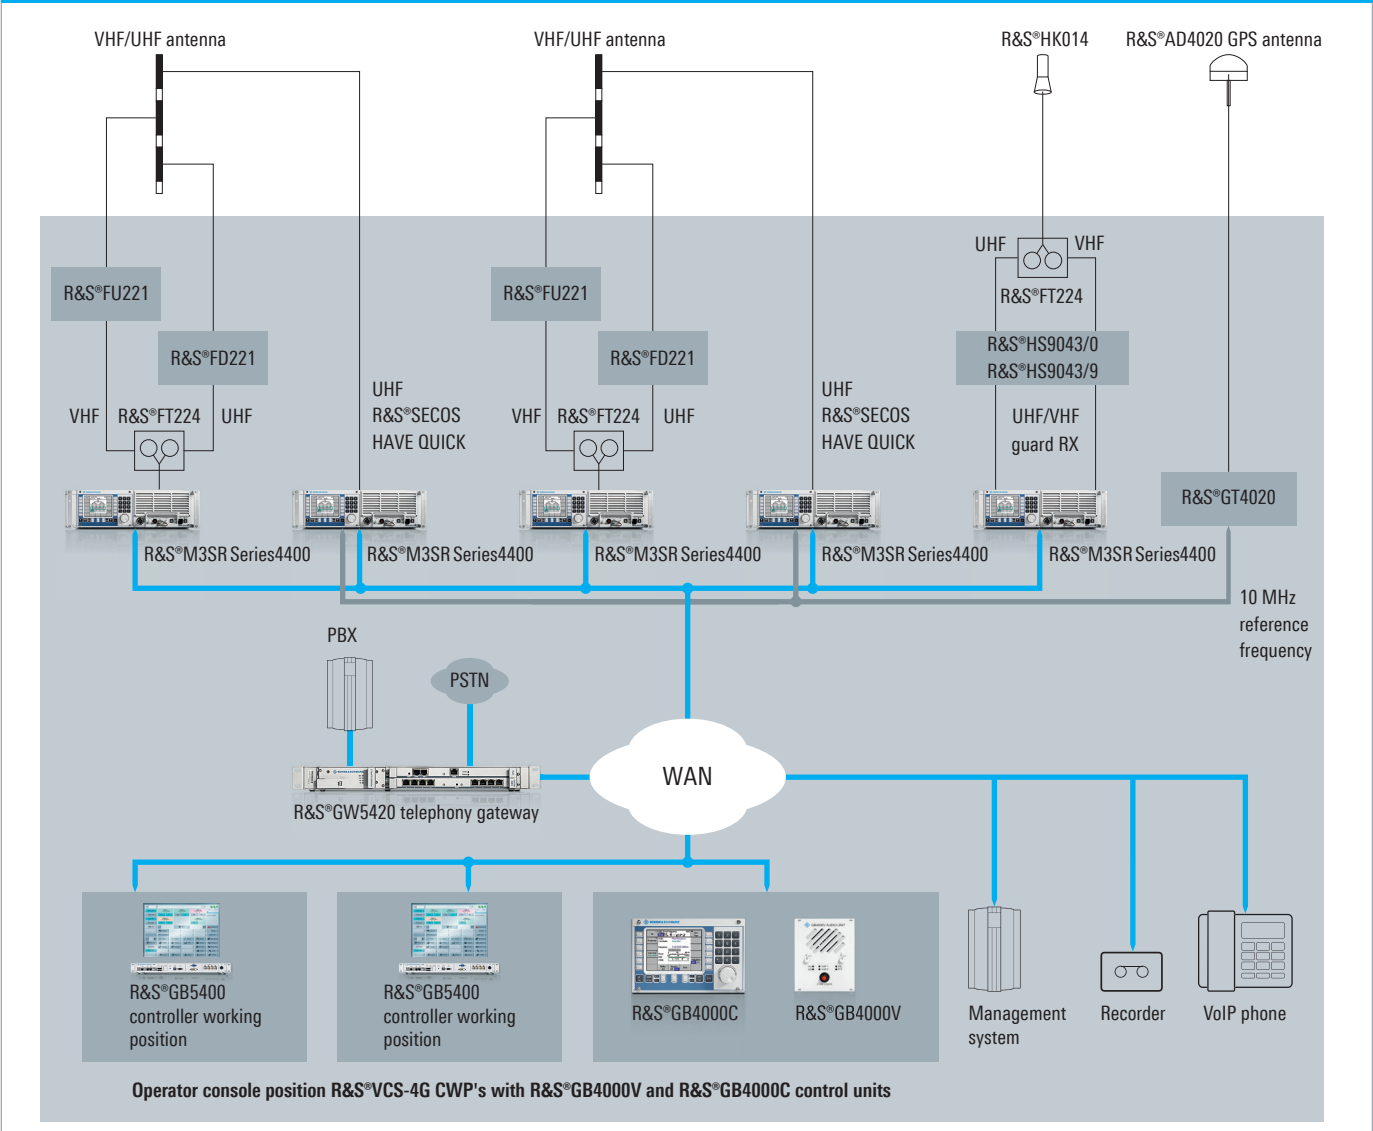 VHF/UHF antenna
VHF/UHF antenna
R&S®HK014
R&S®AD4020 GPS antenna
UHF
VHF
R&S®FT224
R&S®FU221
R&S®FU221
R&S®FD221
R&S®FD221
R&S®HS9043/0
R&S®HS9043/9
VHF
R&S®FT224
UHF
UHF
R&S®SECOS
HAVE QUICK
VHF
R&S®FT224
UHF
UHF
R&S®SECOS
HAVE QUICK
UHF/VHF
guard RX
R&S®GT4020
R&S®M3SR Series4400
R&S®M3SR Series4400
R&S®M3SR Series4400
R&S®M3SR Series4400
R&S®M3SR Series4400
10 MHz
reference
frequency
PBX
PSTN
WAN
R&S®GW5420 telephony gateway
R&S®GB5400
controller working
position
R&S®GB5400
controller working
position
R&S®GB4000C
R&S®GB4000V
Management
system
Recorder
VoIP phone
Operator console position R&S®VCS-4G CWP's with R&S®GB4000V and R&S®GB4000C control units